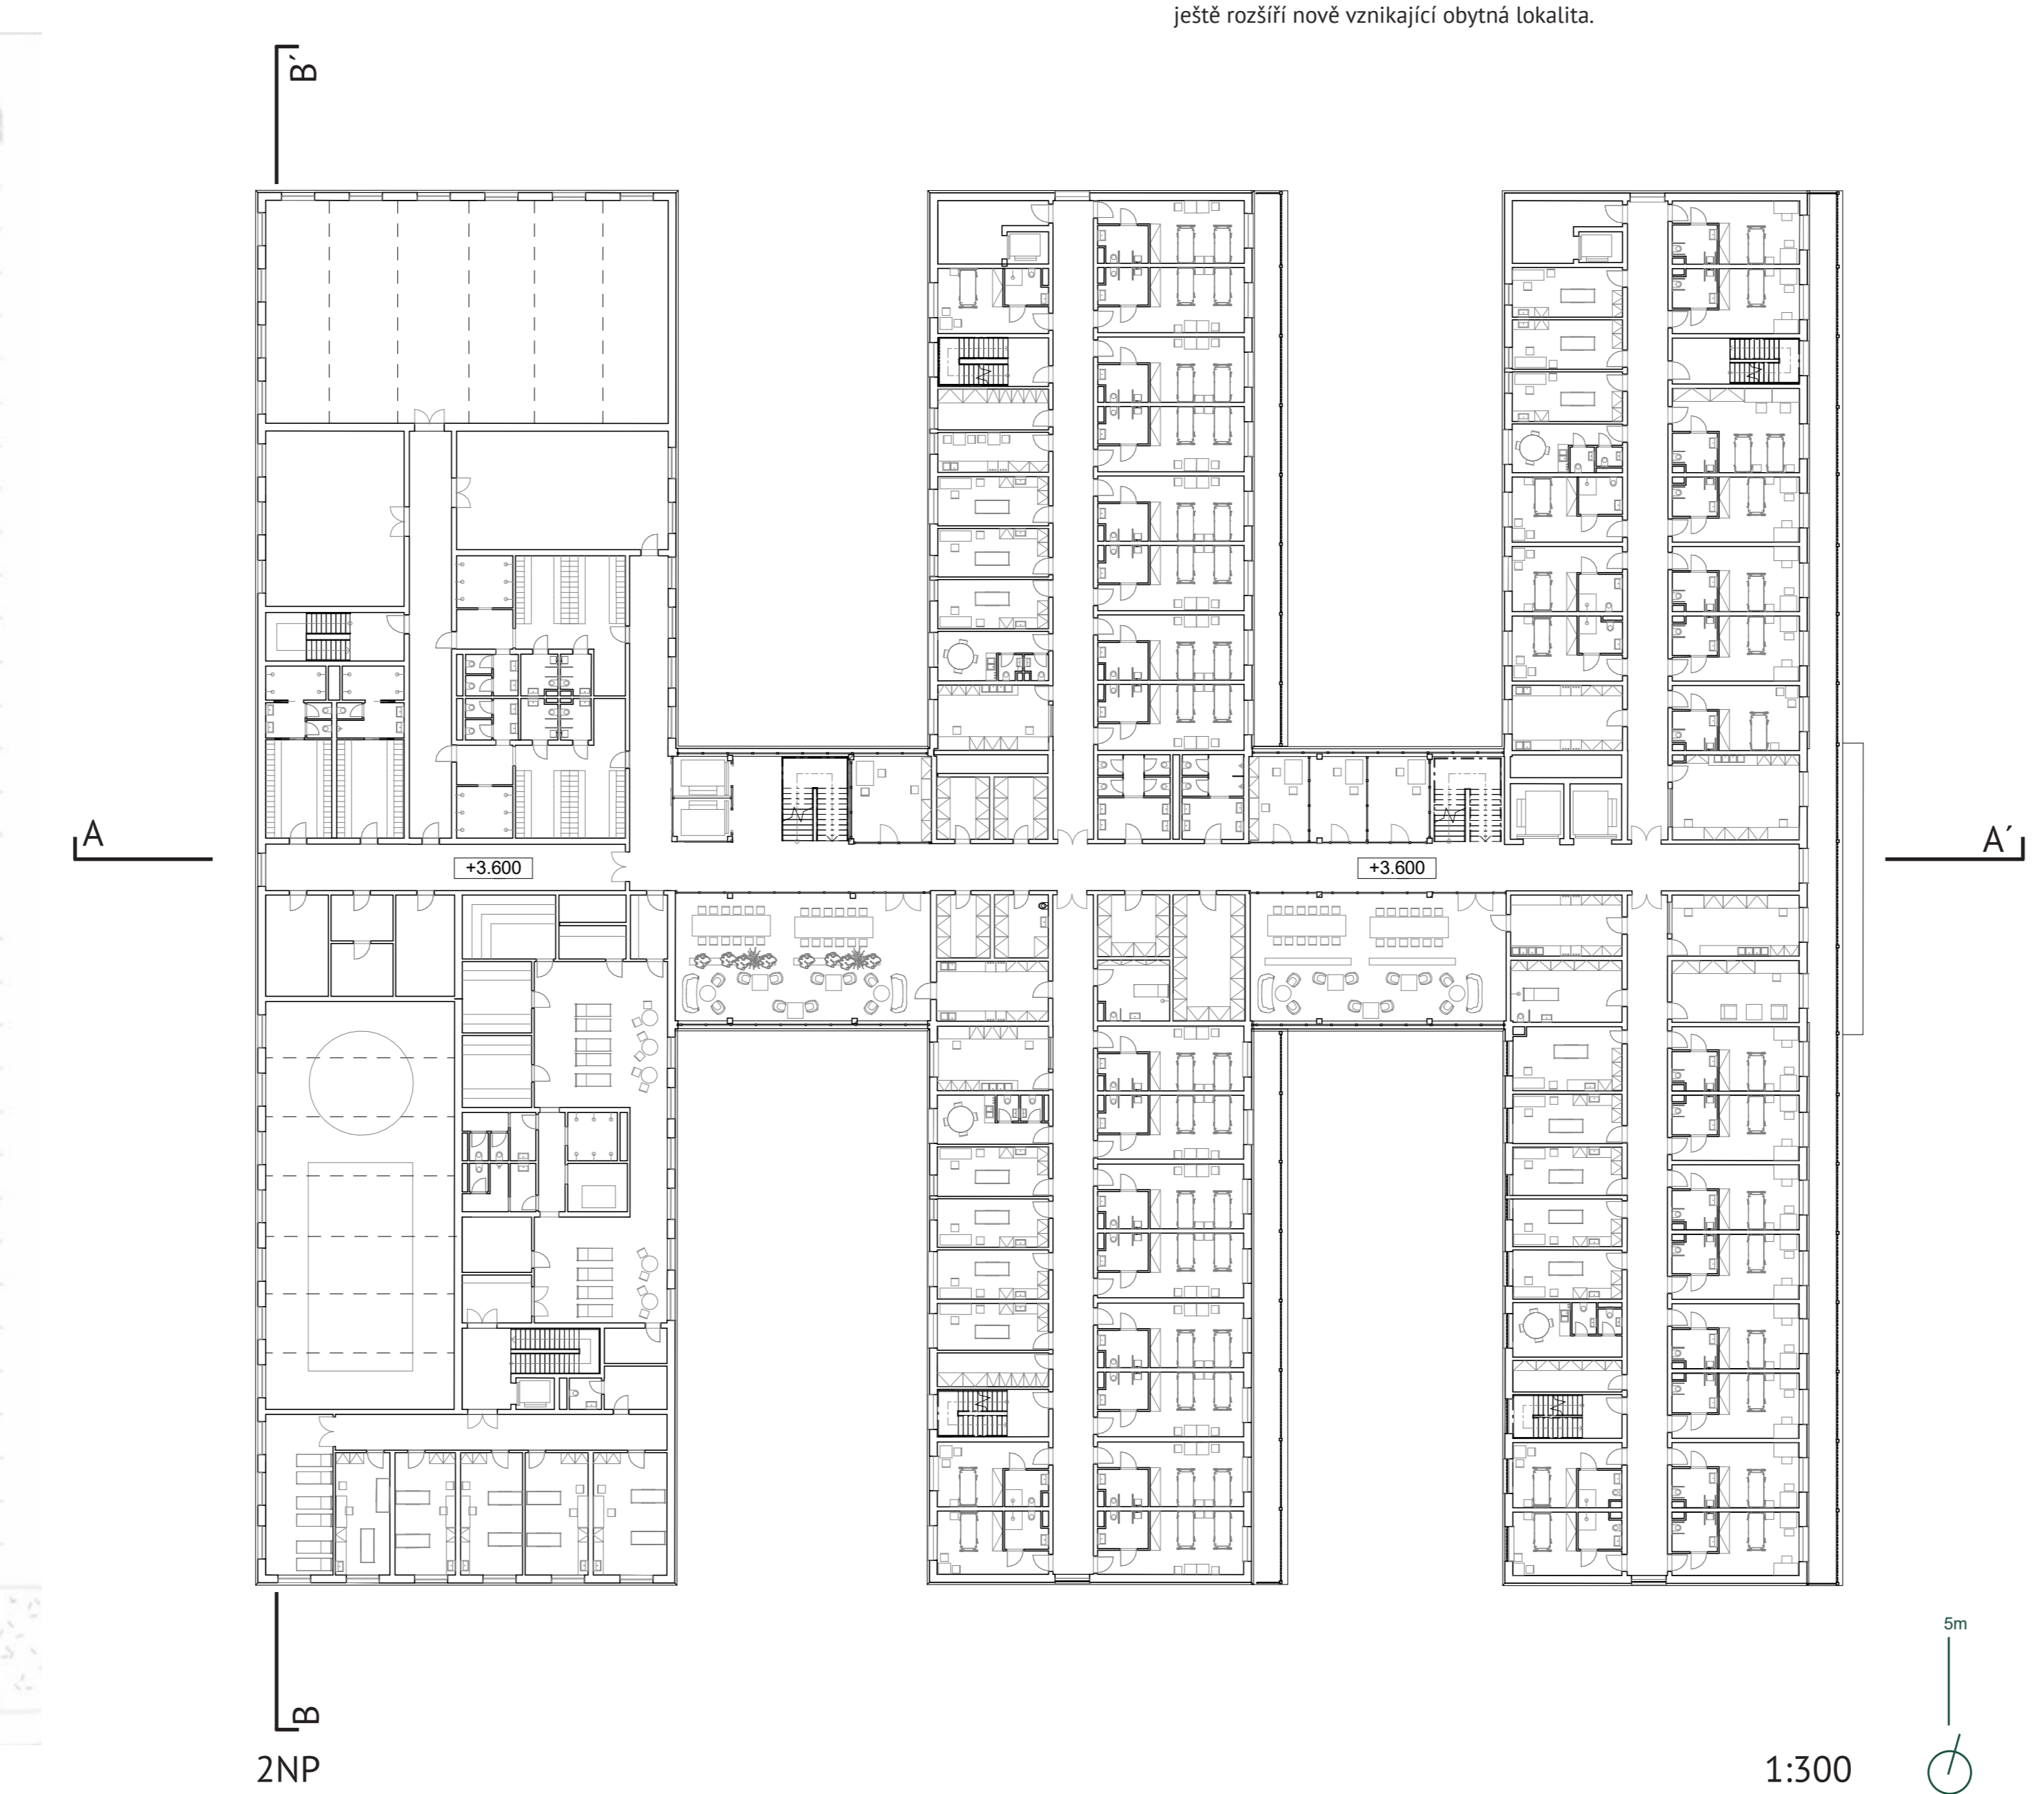 ještě rozšíří nově vznikající obytná lokalita.
B´
A
+3.600
+3.600
A´
5m
B
2NP
1:300